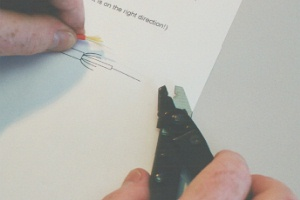 is on the right direction!)